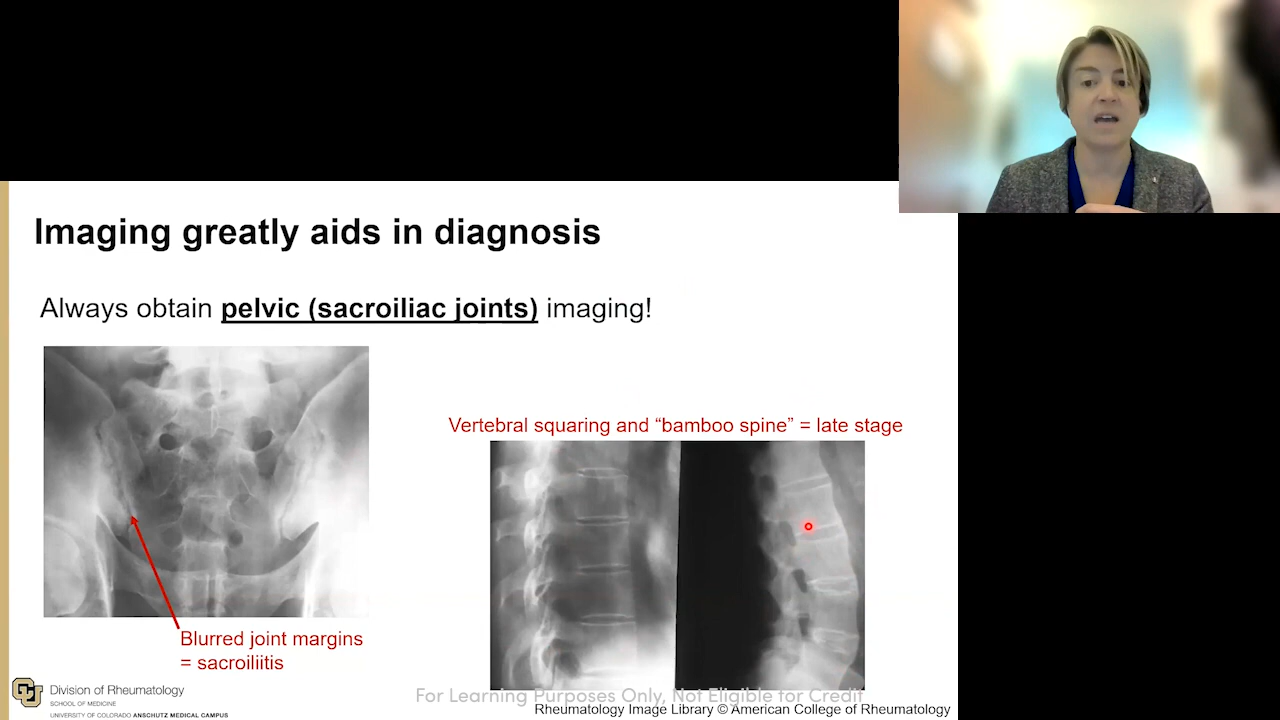 Imaging greatly aids in diagnosis
Always obtain pelvic (sacroiliac joints) imaging!
Vertebral squaring and “bamboo spine” = late stage
Blurred joint margins
= sacroiliitis
CU
Division of Rheumatology
SCHOOL OF MEDICINE
UNIVERSITY OF COLORADO ANSCHUTZ MEDICAL CAMPUS
For Learning Purposes Only, Not Eligible for Credit
Rheumatology Image Library © American College of Rheumatology